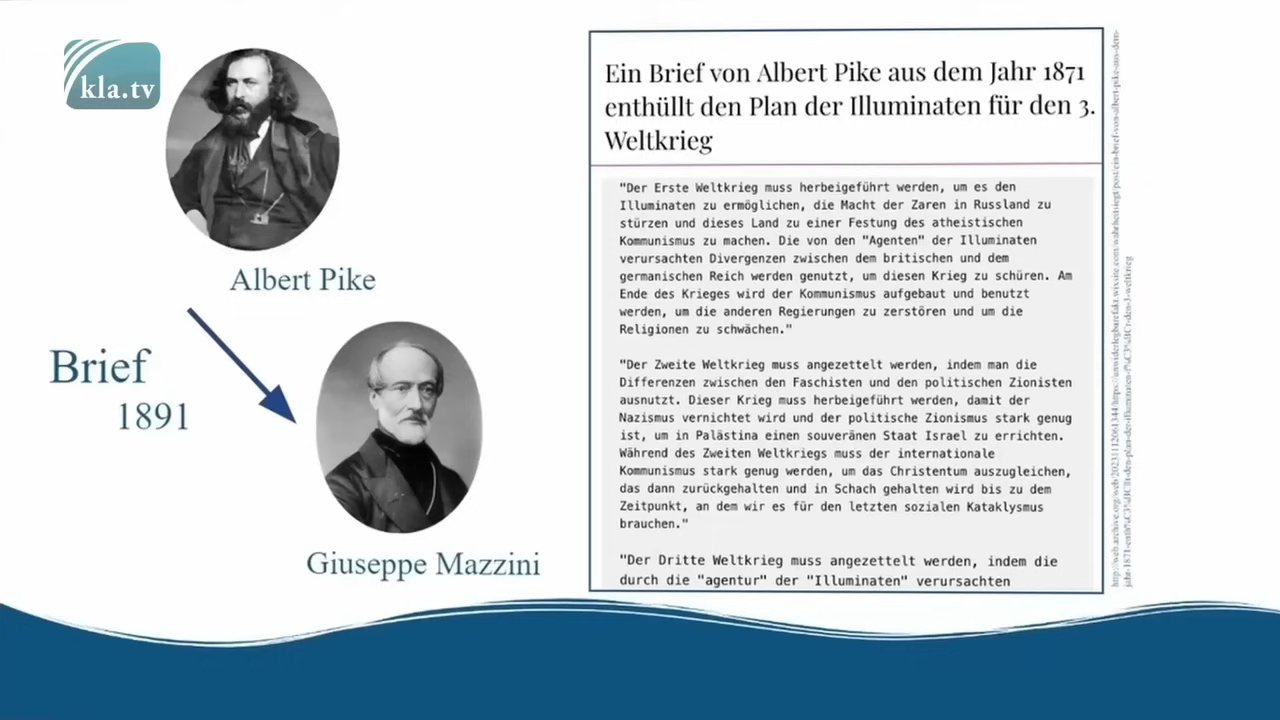 kla.tv
Albert Pike
Brief
1891
Giuseppe Mazzini
Ein Brief von Albert Pike aus dem Jahr 1871
enthüllt den Plan der Illuminaten für den 3.
Weltkrieg
"Der Erste Weltkrieg muss herbeigeführt werden, um es den
Illuminaten zu ermöglichen, die Macht der Zaren in Russland zu
stürzen und dieses Land zu einer Festung des atheistischen
Kommunismus zu machen. Die von den "Agenten" der Illuminaten
verursachten Divergenzen zwischen dem britischen und dem
germanischen Reich werden genutzt, um diesen Krieg zu schüren. Am
Ende des Krieges wird der Kommunismus aufgebaut und benutzt
werden, um die anderen Regierungen zu zerstören und um die
Religionen zu schwächen."
"Der Zweite Weltkrieg muss angezettelt werden, indem man die
Differenzen zwischen den Faschisten und den politischen Zionisten
ausnutzt. Dieser Krieg muss herbeigeführt werden, damit der
Nazismus vernichtet wird und der politische Zionismus stark genug
ist, um in Palästina einen souveränen Staat Israel zu errichten.
Während des Zweiten Weltkriegs muss der internationale
Kommunismus stark genug werden, um das Christentum auszugleichen,
das dann zurückgehalten und in Schach gehalten wird bis zu dem
Zeitpunkt, an dem wir es für den letzten sozialen Kataklysmus
brauchen."
"Der Dritte Weltkrieg muss angezettelt werden, indem die
durch die "agentur" der "Illuminaten" verursachten